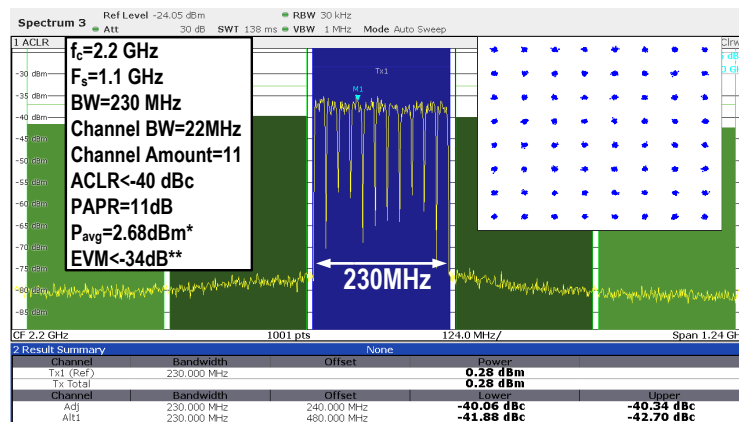 Spectrum 3
Ref Level -24.05 dBm RBW 30 kHz
Att 30 dB SWT 138 ms VBW 1 MHz Mode Auto Sweep
1 ACLR
Clrw
fc=2.2 GHz
Fs=1.1 GHz
BW=230 MHz
Channel BW=22MHz
Channel Amount=11
ACLR<-40 dBc
PAPR=11dB
Pavg=2.68dBm*
EVM<-34dB**
Tx1
M1
-30 dBm
-35 dBm
-40 dBm
-45 dBm
-50 dBm
-55 dBm
-60 dBm
-65 dBm
-70 dBm
-75 dBm
-80 dBm
-85 dBm
230MHz
CF 2.2 GHz 1001 pts 124.0 MHz/ Span 1.24 GH
2 Result Summary None
Channel Bandwidth Offset Power
Tx1 (Ref) 230.000 MHz 0.28 dBm
Tx Total 0.28 dBm
Channel Bandwidth Offset Lower Upper
Adj 230.000 MHz 240.000 MHz -40.06 dBc -40.34 dBc
Alt1 230.000 MHz 480.000 MHz -41.88 dBc -42.70 dBc